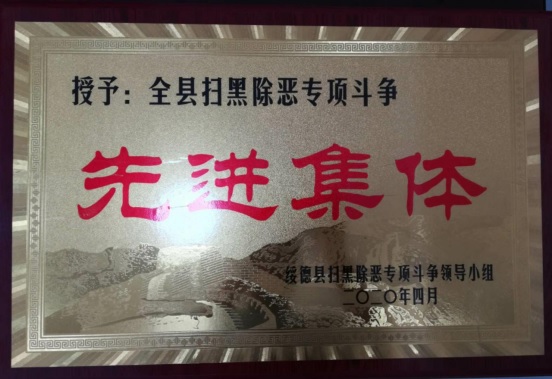 授予：全县扫黑除恶专项斗争
先进集体
绥德县扫黑除恶专项斗争领导小组
二〇二〇年四月